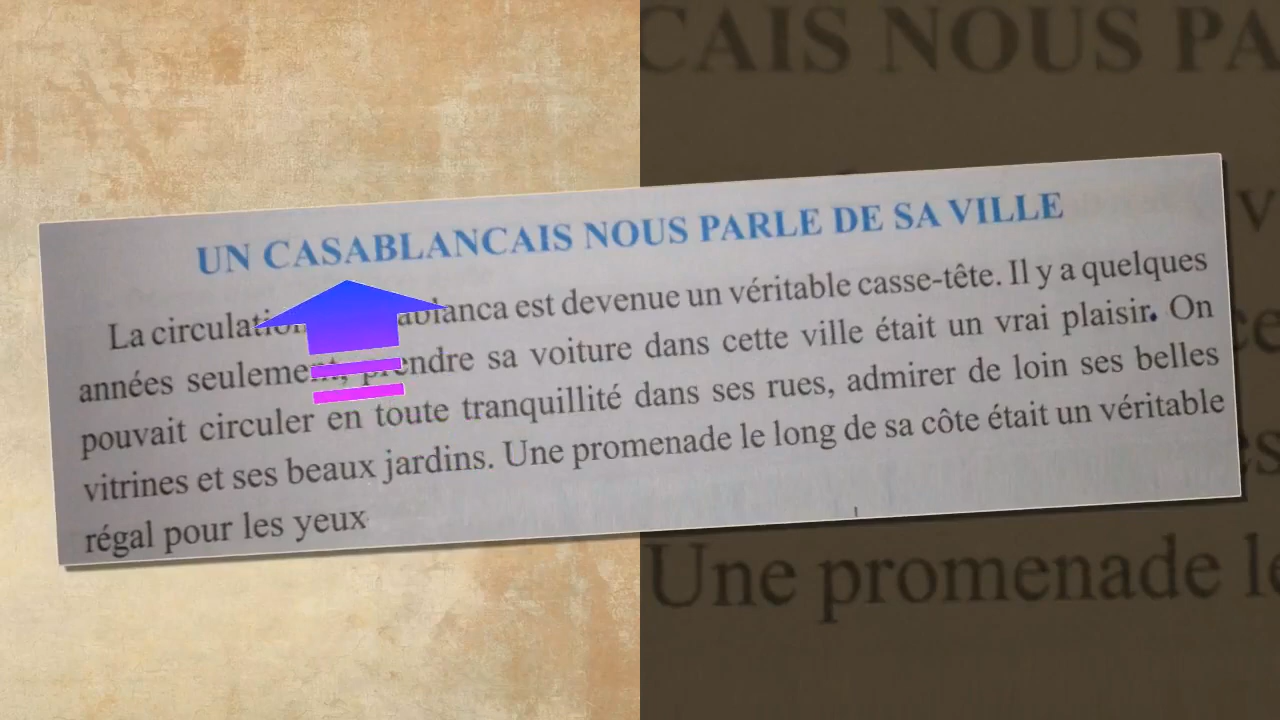 CAIS NOUS PA
UN CASABLANCAIS NOUS PARLE DE SA VILLE
La circulation ablanca est devenue un véritable casse-tête. Il y a quelques
années seulement, prendre sa voiture dans cette ville était un vrai plaisir. On
pouvait circuler en toute tranquillité dans ses rues, admirer de loin ses belles
vitrines et ses beaux jardins. Une promenade le long de sa côte était un véritable
régal pour les yeux
Une promenade le